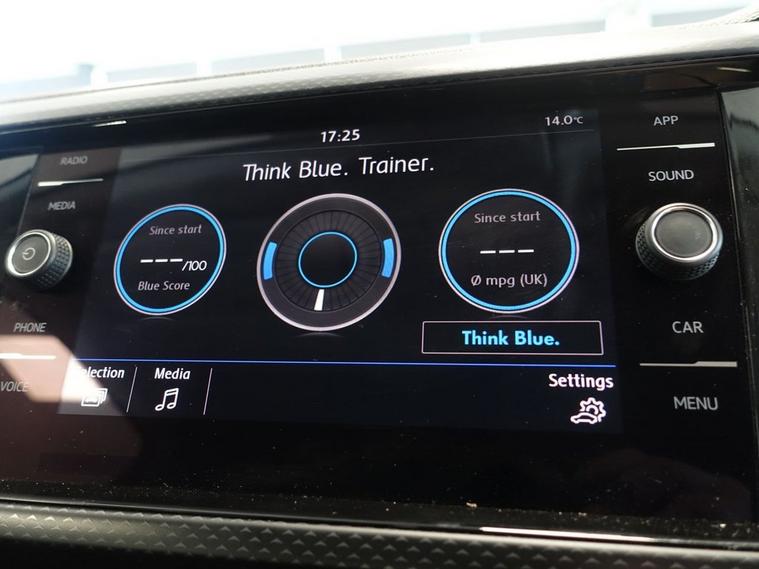 17:25
14.0°C
Think Blue. Trainer.
Since start
---/100
Blue Score
Since start
---
Ø mpg (UK)
Think Blue.
Selection
Media
Settings
RADIO
MEDIA
PHONE
VOICE
APP
SOUND
CAR
MENU